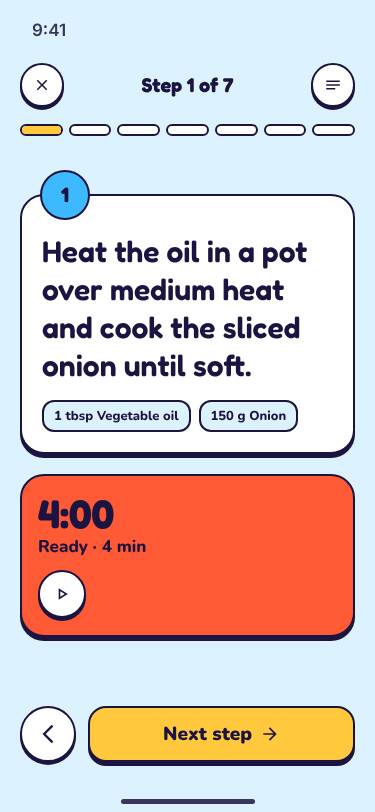 9:41
Step 1 of 7
1
Heat the oil in a pot
over medium heat
and cook the sliced
onion until soft.
1 tbsp Vegetable oil
150 g Onion
4:00
Ready · 4 min
Next step →